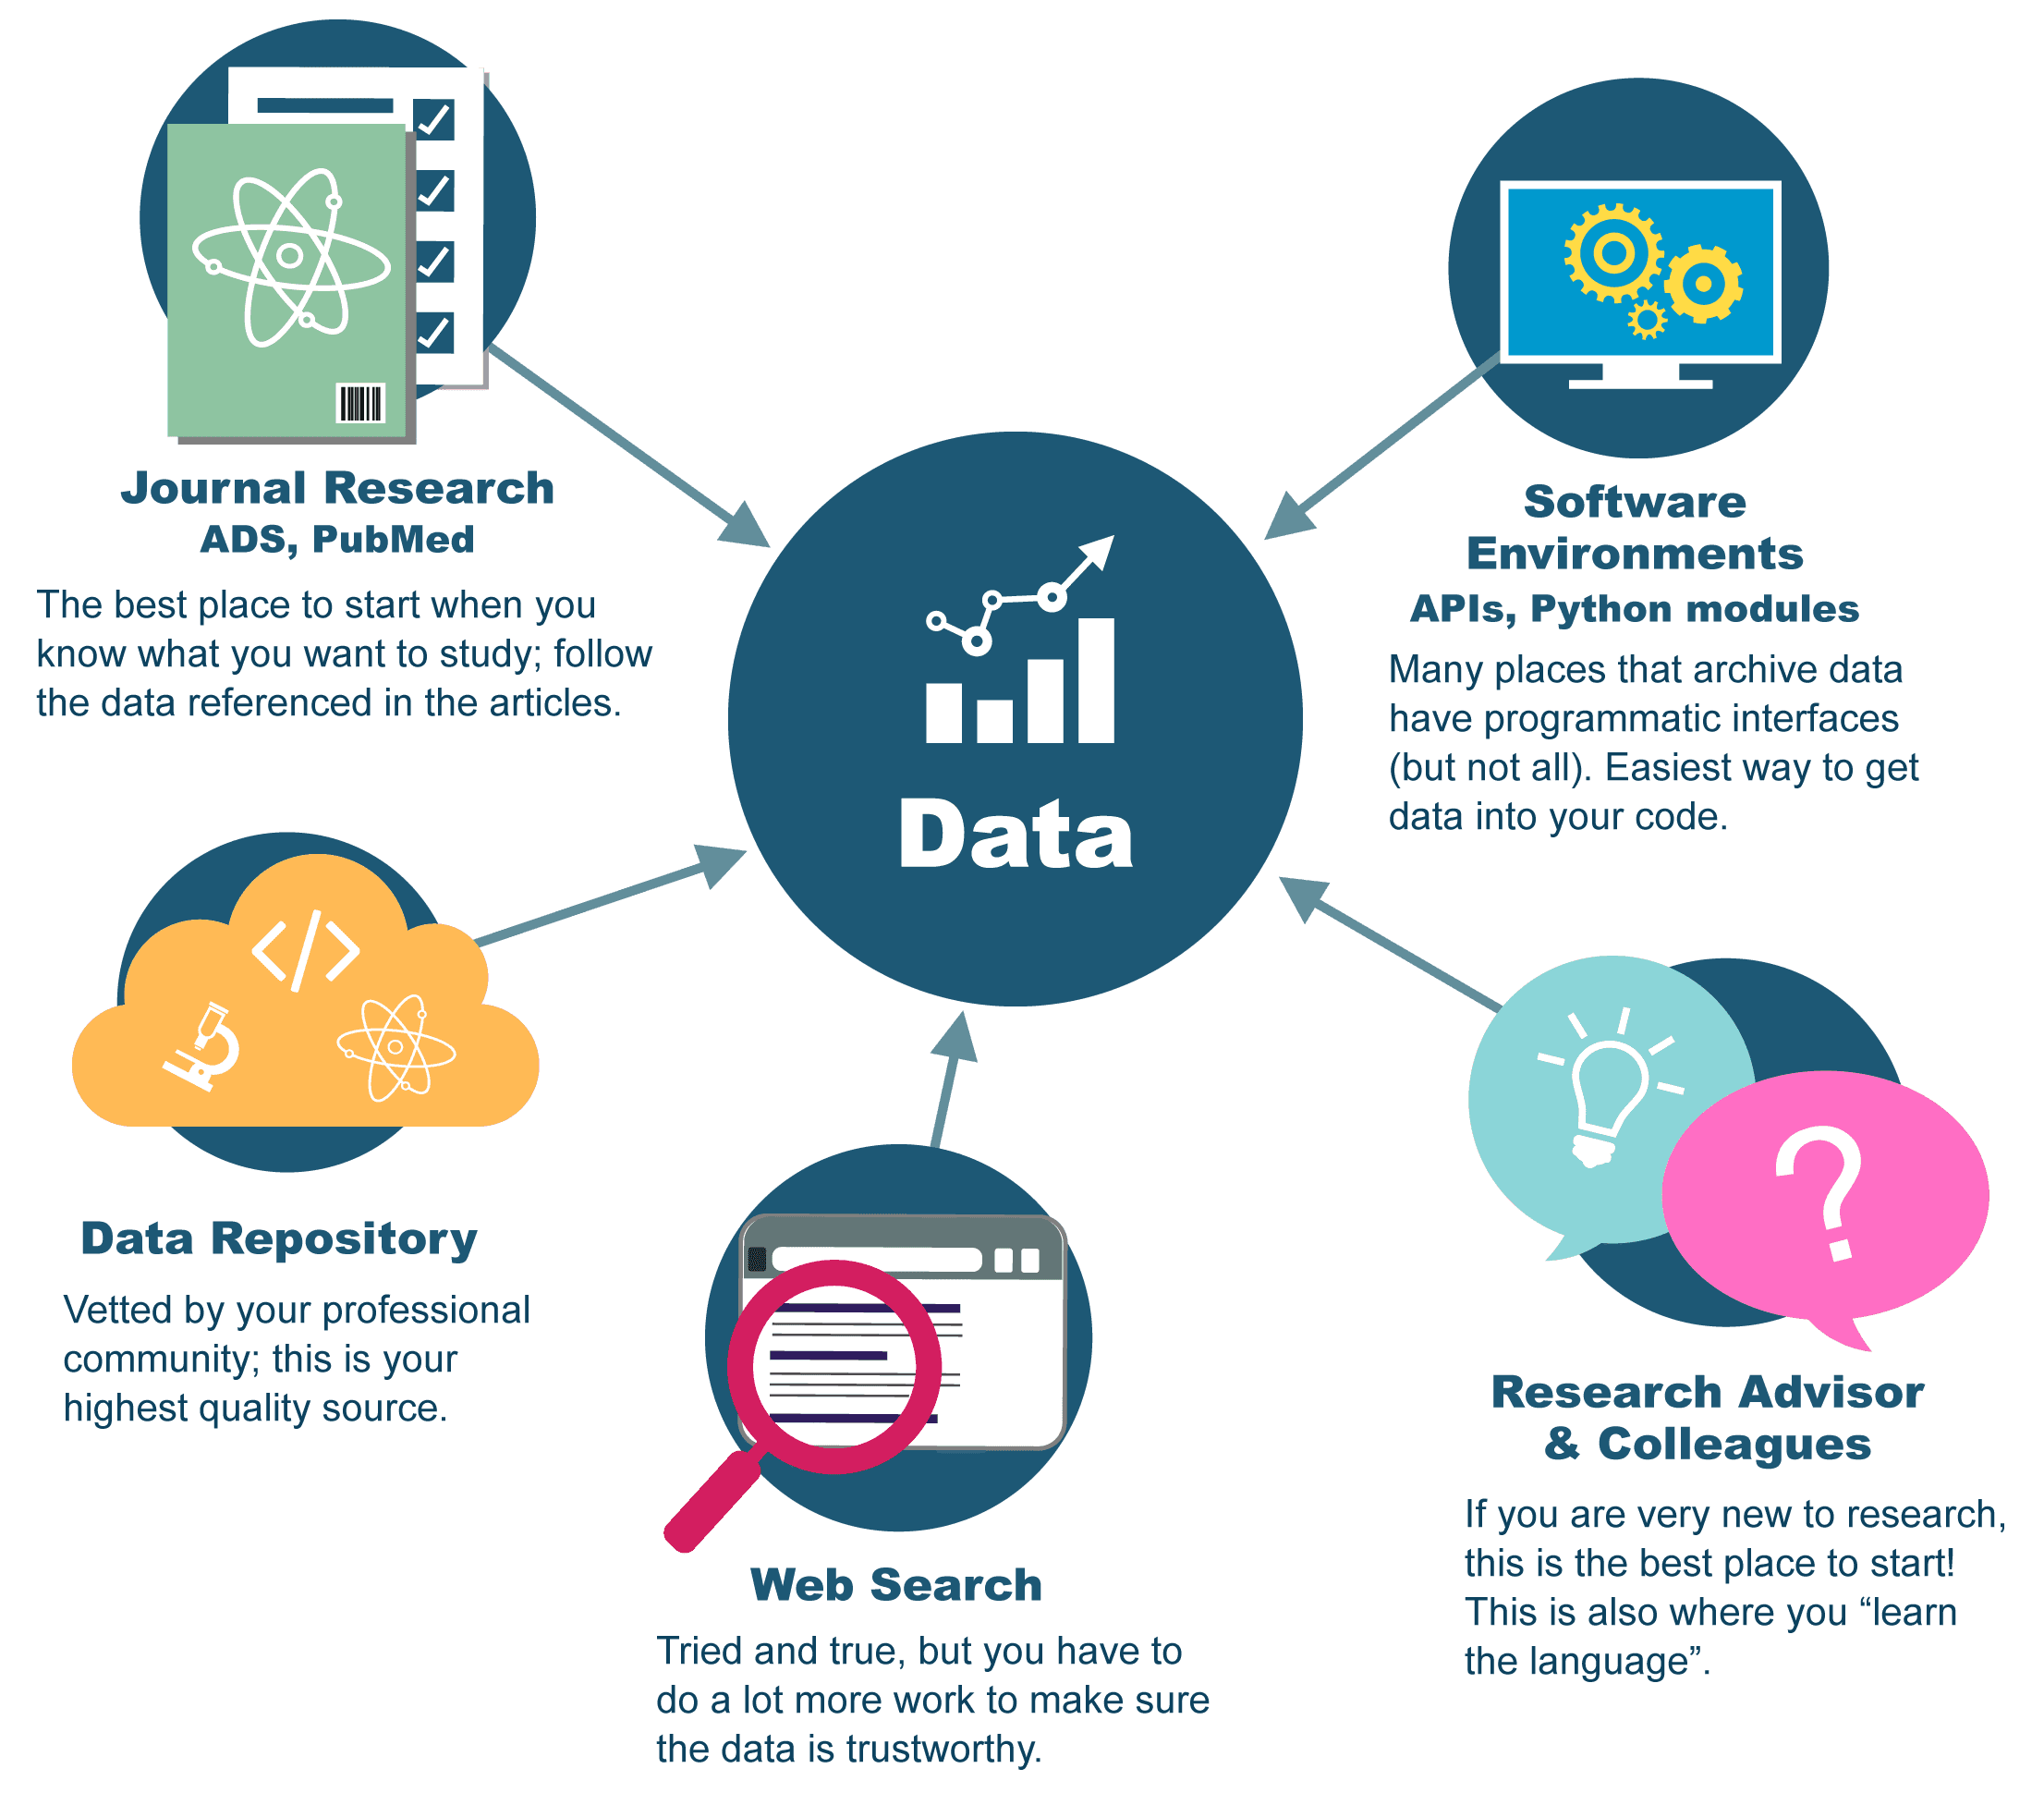 Journal Research
ADS, PubMed
The best place to start when you
know what you want to study; follow
the data referenced in the articles.
Software
Environments
APIs, Python modules
Many places that archive data
have programmatic interfaces
(but not all). Easiest way to get
data into your code.
Data
Data Repository
Vetted by your professional
community; this is your
highest quality source.
Web Search
Tried and true, but you have to
do a lot more work to make sure
the data is trustworthy.
Research Advisor
& Colleagues
If you are very new to research,
this is the best place to start!
This is also where you “learn
the language”.